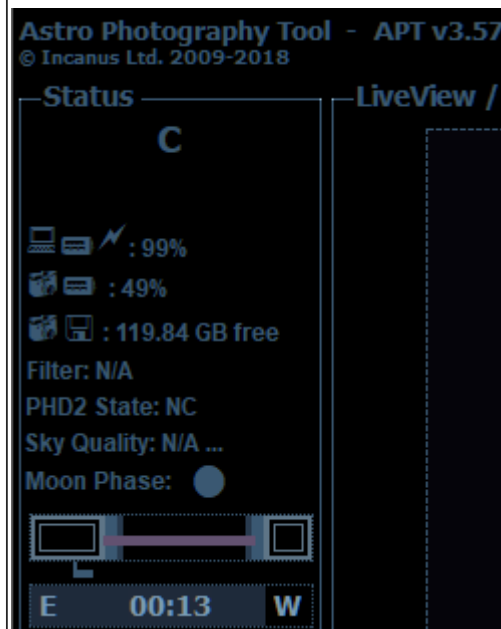 Astro Photography Tool - APT v3.57
© Incanus Ltd. 2009-2018
Status
LiveView /
C
: 99%
: 49%
: 119.84 GB free
Filter: N/A
PHD2 State: NC
Sky Quality: N/A ...
Moon Phase:
E 00:13 W